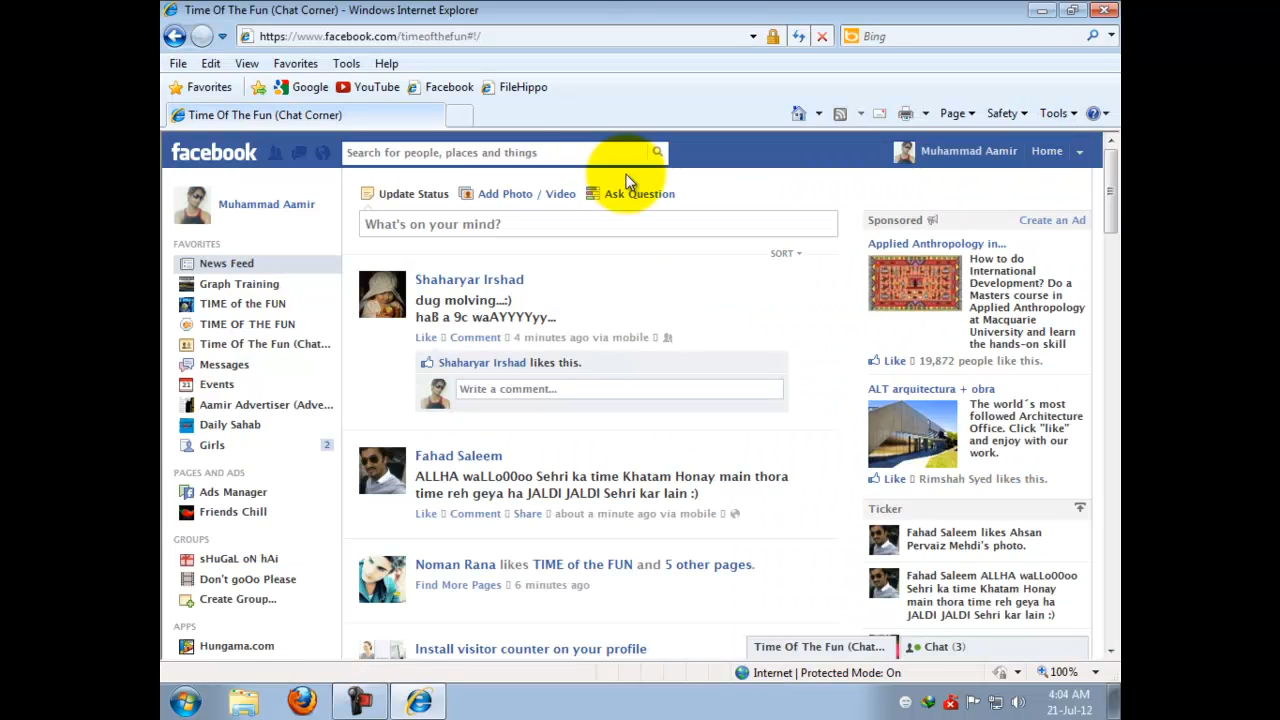 Time Of The Fun (Chat Corner) - Windows Internet Explorer
https://www.facebook.com/timeofthefun#!/
Bing
File Edit View Favorites Tools Help
Favorites Google YouTube Facebook FileHippo
Time Of The Fun (Chat Corner)
Page Safety Tools
facebook
Search for people, places and things
Muhammad Aamir Home
Muhammad Aamir
FAVORITES
News Feed
Graph Training
TIME of the FUN
TIME OF THE FUN
Time Of The Fun (Chat...
Messages
Events
Aamir Advertiser (Adve...
Daily Sahab
Girls 2
PAGES AND ADS
Ads Manager
Friends Chill
GROUPS
sHuGaL oN hAi
Don't goOo Please
Create Group...
APPS
Hungama.com
Update Status Add Photo / Video Ask Question
What's on your mind?
SORT
Shaharyar Irshad
dug molving...:)
haB a 9c waAYYYYyy...
Like Comment 4 minutes ago via mobile
Shaharyar Irshad likes this.
Write a comment...
Fahad Saleem
ALLHA waLLo00oo Sehri ka time Khatam Honay main thora
time reh geya ha JALDI JALDI Sehri kar lain :)
Like Comment Share about a minute ago via mobile
Noman Rana likes TIME of the FUN and 5 other pages.
Find More Pages 6 minutes ago
Install visitor counter on your profile
Sponsored Create an Ad
Applied Anthropology in...
How to do
International
Development? Do a
Masters course in
Applied Anthropology
at Macquarie
University and learn
the hands-on skill
Like 19,872 people like this.
ALT arquitectura + obra
The world´s most
followed Architecture
Office. Click "like"
and enjoy with our
work.
Like Rimshah Syed likes this.
Ticker
Fahad Saleem likes Ahsan
Pervaiz Mehdi's photo.
Fahad Saleem ALLHA waLLo00oo
Sehri ka time Khatam Honay
main thora time reh geya ha
JALDI JALDI Sehri kar lain :)
Time Of The Fun (Chat... Chat (3)
Internet | Protected Mode: On 100%
4:04 AM
21-Jul-12